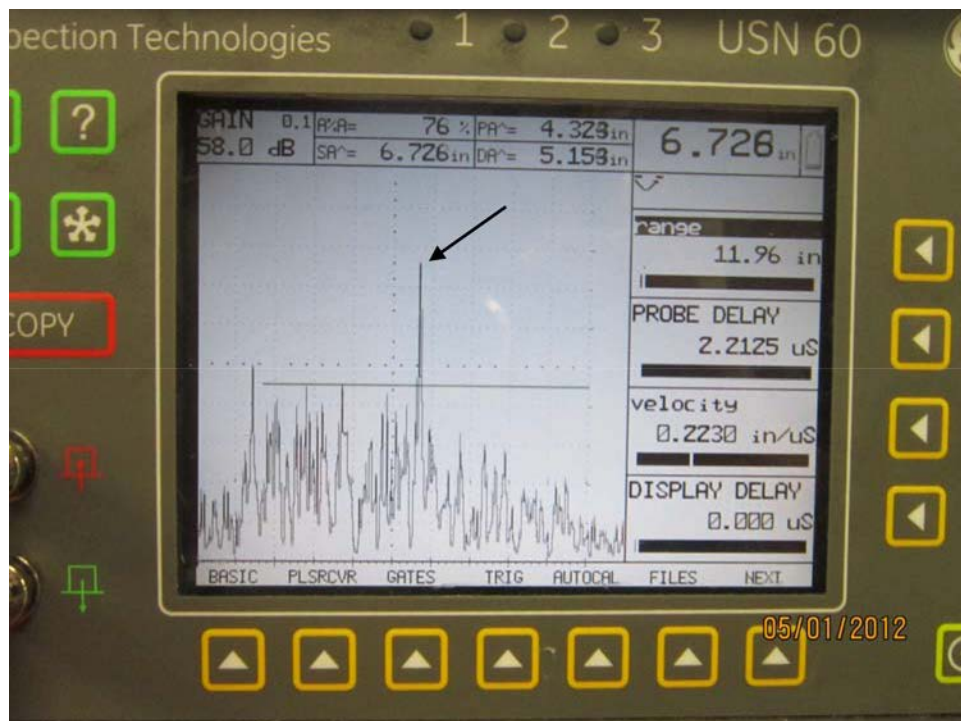 pection Technologies 1 2 3 USN 60
?
GAIN 0.1 A%A= 76 % PA^= 4.328in 6.726 in
58.0 dB SA^= 6.726in DA^= 5.158in
range
11.96 in
COPY
PROBE DELAY
2.2125 uS
velocity
0.2230 in/uS
DISPLAY DELAY
0.000 uS
BASIC PLSRCVR GATES TRIG AUTOCAL FILES NEXT
05/01/2012